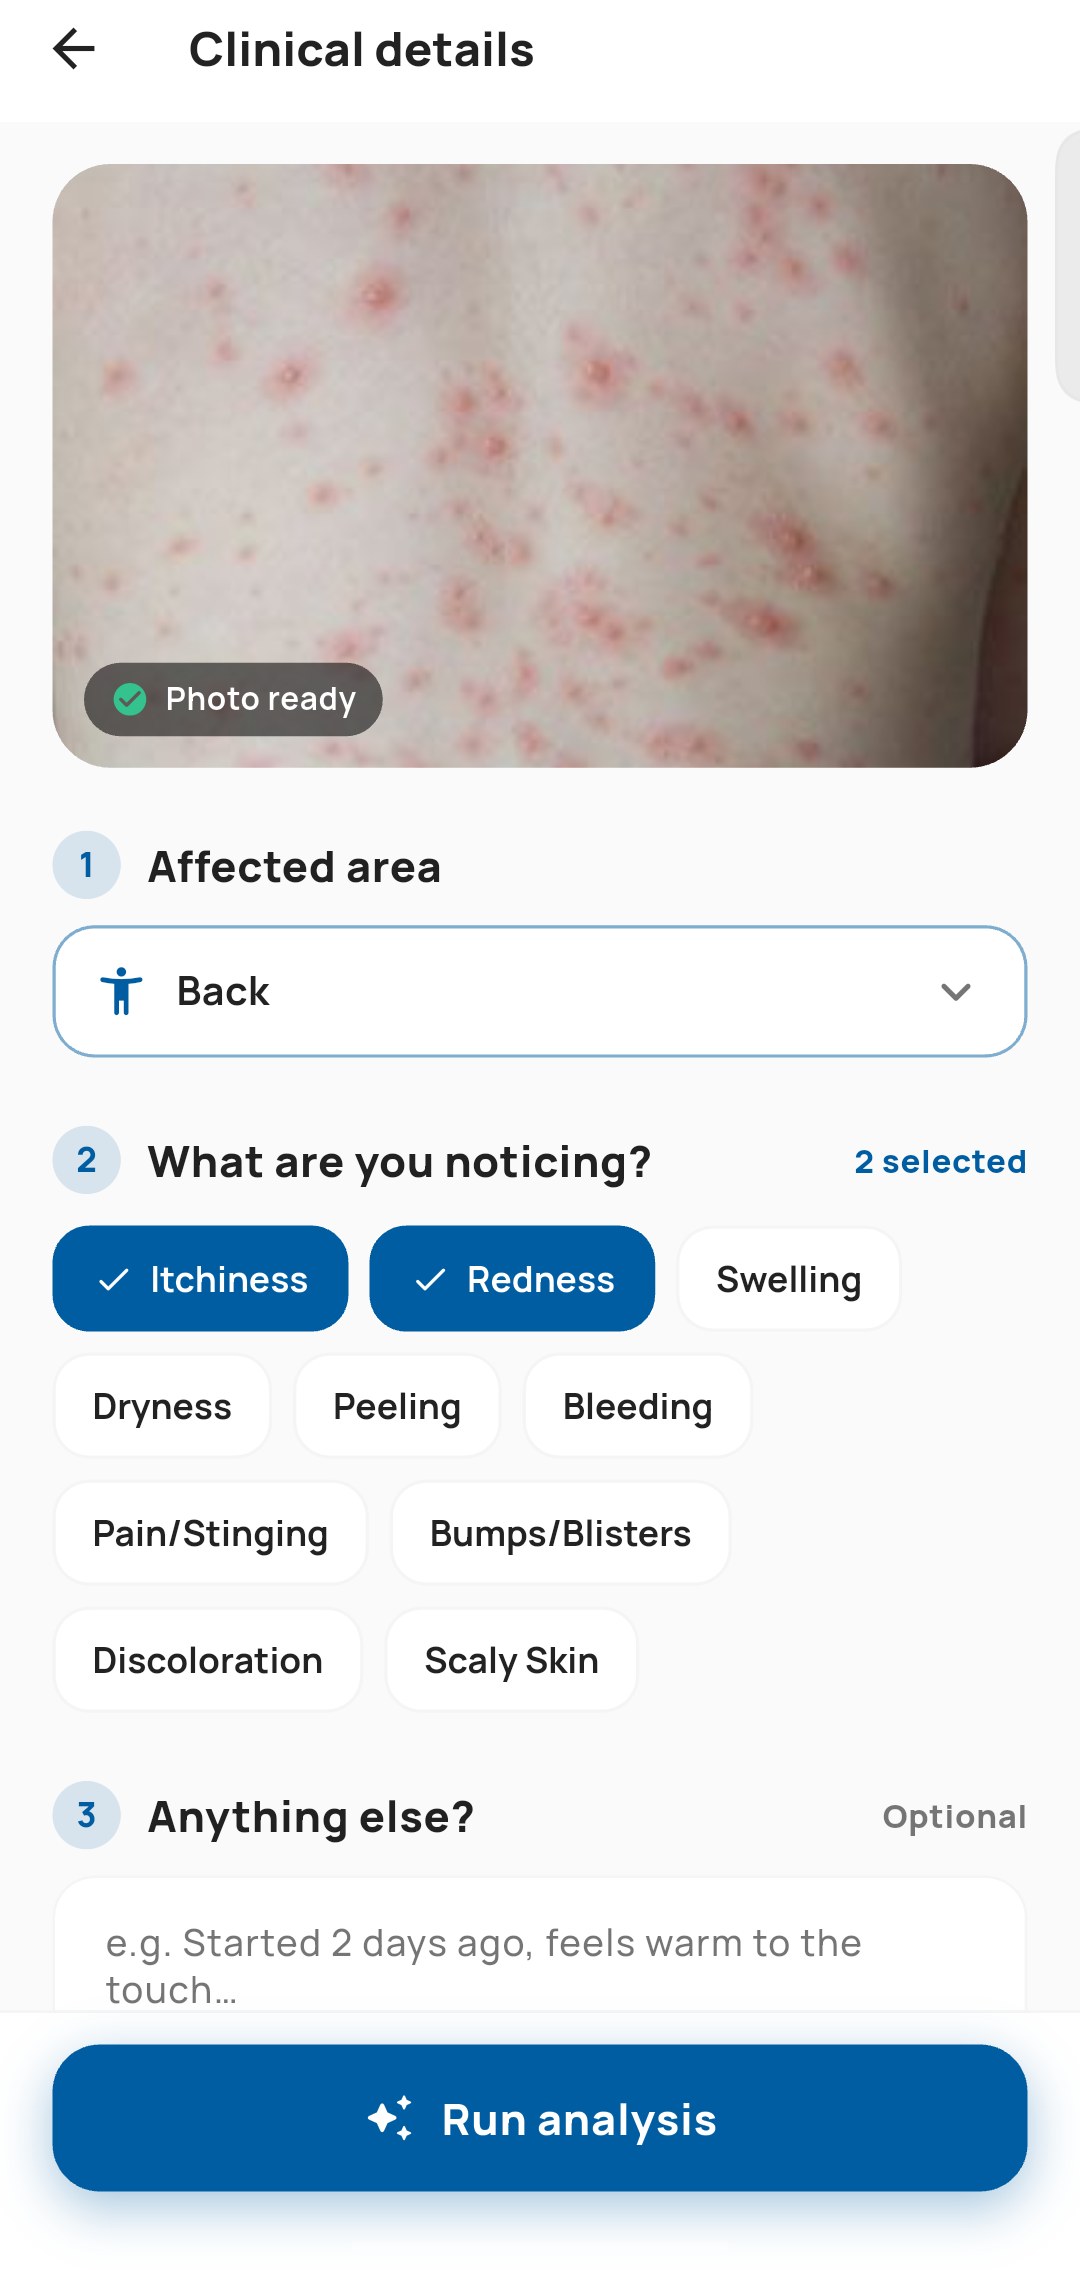 Clinical details
Photo ready
1 Affected area
Back
2 What are you noticing? 2 selected
Itchiness Redness Swelling
Dryness Peeling Bleeding
Pain/Stinging Bumps/Blisters
Discoloration Scaly Skin
3 Anything else? Optional
e.g. Started 2 days ago, feels warm to the
touch...
Run analysis